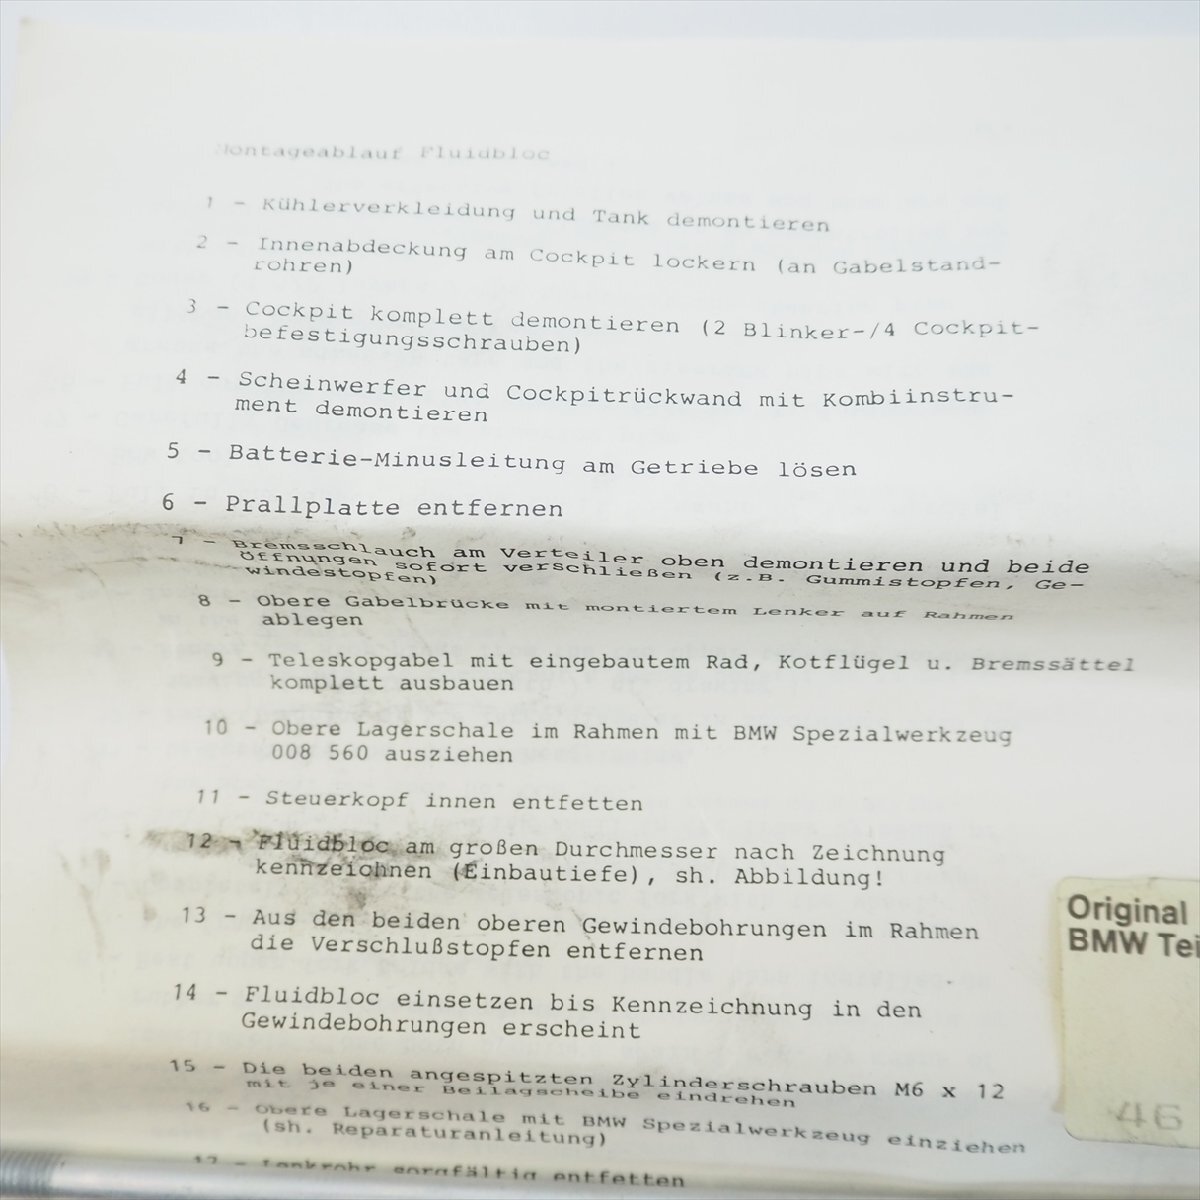 Montageablauf Fluidbloc
1 - Kühlerverkleidung und Tank demontieren
2 - Innenabdeckung am Cockpit lockern (an Gabelstand-
rohren)
3 - Cockpit komplett demontieren (2 Blinker-/4 Cockpit-
befestigungsschrauben)
4 - Scheinwerfer und Cockpitrückwand mit Kombiinstru-
ment demontieren
5 - Batterie-Minusleitung am Getriebe lösen
6 - Prallplatte entfernen
7 - Bremsschlauch am Verteiler oben demontieren und beide
Öffnungen sofort verschließen (z.B. Gummistopfen, Ge-
windestopfen)
8 - Obere Gabelbrücke mit montiertem Lenker auf Rahmen
ablegen
9 - Teleskopgabel mit eingebautem Rad, Kotflügel u. Bremssättel
komplett ausbauen
10 - Obere Lagerschale im Rahmen mit BMW Spezialwerkzeug
008 560 ausziehen
11 - Steuerkopf innen entfetten
12 - Fluidbloc am großen Durchmesser nach Zeichnung
kennzeichnen (Einbautiefe), sh. Abbildung!
13 - Aus den beiden oberen Gewindebohrungen im Rahmen
die Verschlußstopfen entfernen
14 - Fluidbloc einsetzen bis Kennzeichnung in den
Gewindebohrungen erscheint
15 - Die beiden angespitzten Zylinderschrauben M6 x 12
mit je einer Beilagscheibe eindrehen
16 - Obere Lagerschale mit BMW Spezialwerkzeug einziehen
(sh. Reparaturanleitung)
17 - Lenkrohr sorgfältig entfetten
Original
BMW Tei
46